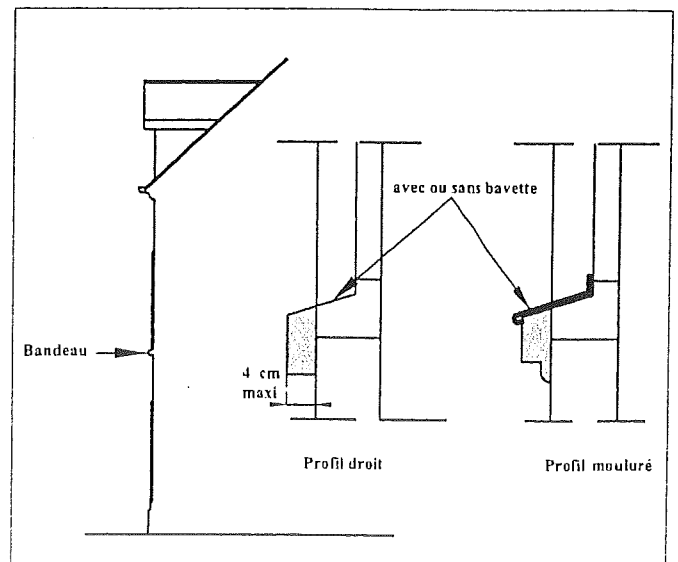 avec ou sans bavette
Bandeau
4 cm
maxi
Profil droit
Profil mouluré